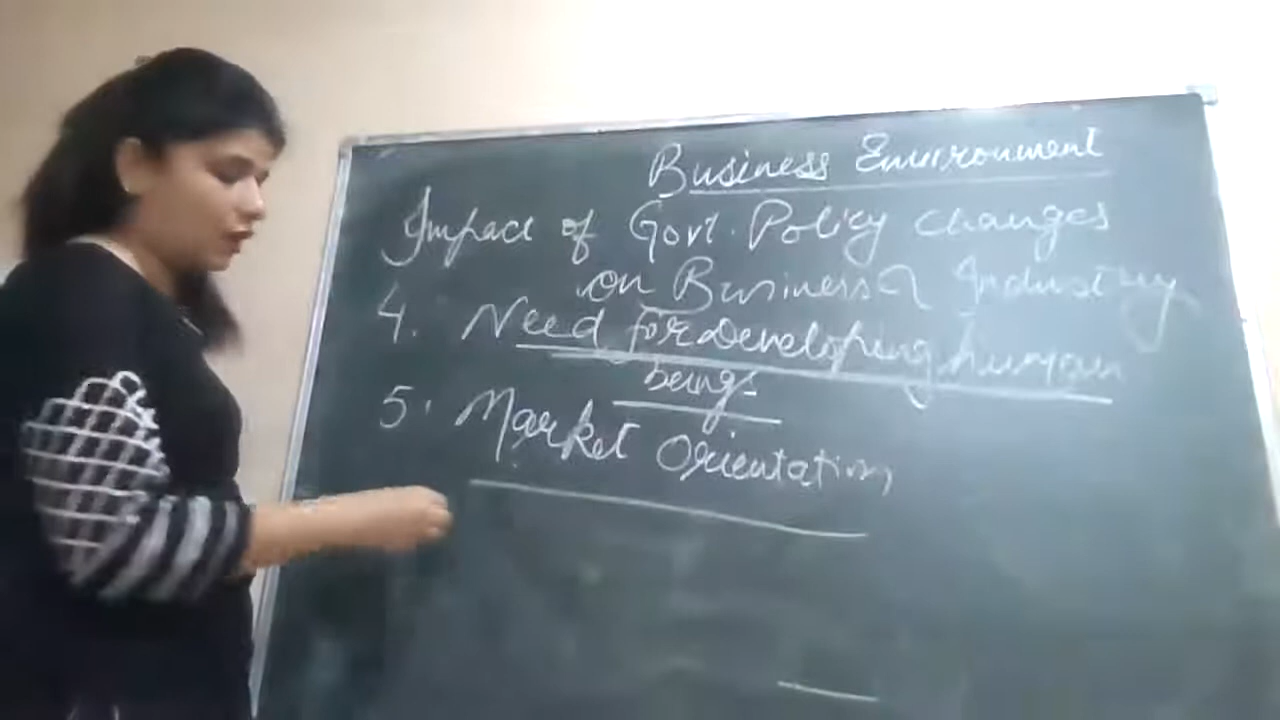 Business Environment
Impact of Govt. Policy changes
on Business & Industry
4. Need for Developing human
beings
5. Market Orientation